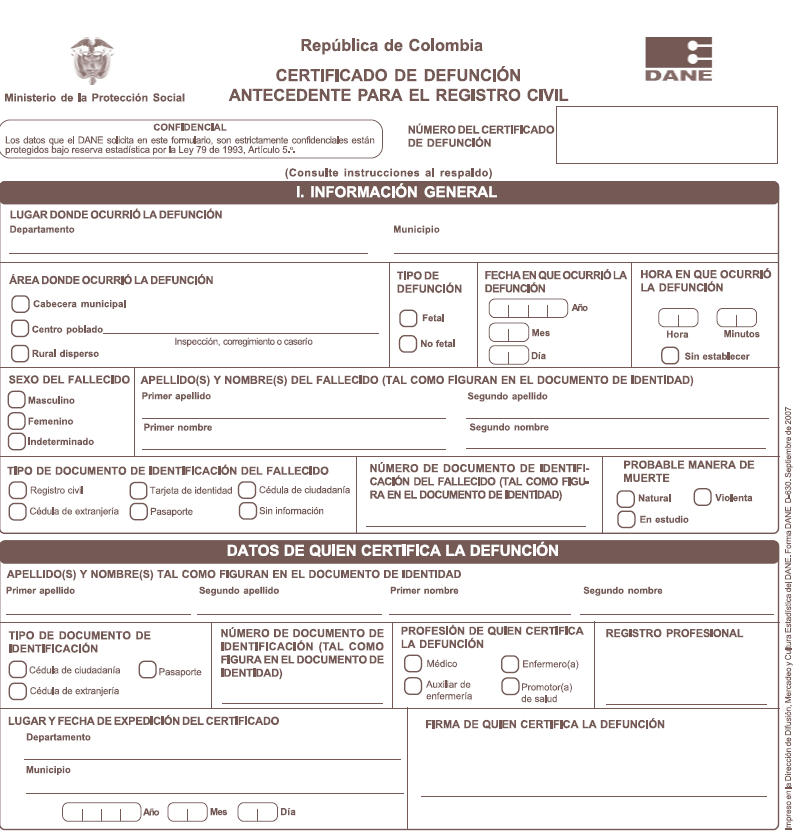 República de Colombia
CERTIFICADO DE DEFUNCIÓN
ANTECEDENTE PARA EL REGISTRO CIVIL
Ministerio de la Protección Social
DANE
CONFIDENCIAL
Los datos que el DANE solicita en este formulario, son estrictamente confidenciales están
protegidos bajo reserva estadística por la Ley 79 de 1993, Artículo 5.º.
NÚMERO DEL CERTIFICADO
DE DEFUNCIÓN
(Consulte instrucciones al respaldo)
I. INFORMACIÓN GENERAL
LUGAR DONDE OCURRIÓ LA DEFUNCIÓN
Departamento
Municipio
ÁREA DONDE OCURRIÓ LA DEFUNCIÓN
Cabecera municipal
Centro poblado
Inspección, corregimiento o caserío
Rural disperso
TIPO DE
DEFUNCIÓN
Fetal
No fetal
FECHA EN QUE OCURRIÓ LA
DEFUNCIÓN
Año
Mes
Día
HORA EN QUE OCURRIÓ
LA DEFUNCIÓN
Hora Minutos
Sin establecer
SEXO DEL FALLECIDO
Masculino
Femenino
Indeterminado
APELLIDO(S) Y NOMBRE(S) DEL FALLECIDO (TAL COMO FIGURAN EN EL DOCUMENTO DE IDENTIDAD)
Primer apellido Segundo apellido
Primer nombre Segundo nombre
TIPO DE DOCUMENTO DE IDENTIFICACIÓN DEL FALLECIDO
Registro civil Tarjeta de identidad Cédula de ciudadanía
Cédula de extranjería Pasaporte Sin información
NÚMERO DE DOCUMENTO DE IDENTIFI-
CACIÓN DEL FALLECIDO (TAL COMO FIGU-
RA EN EL DOCUMENTO DE IDENTIDAD)
PROBABLE MANERA DE
MUERTE
Natural Violenta
En estudio
DATOS DE QUIEN CERTIFICA LA DEFUNCIÓN
APELLIDO(S) Y NOMBRE(S) TAL COMO FIGURAN EN EL DOCUMENTO DE IDENTIDAD
Primer apellido Segundo apellido Primer nombre Segundo nombre
TIPO DE DOCUMENTO DE
IDENTIFICACIÓN
Cédula de ciudadanía Pasaporte
Cédula de extranjería
NÚMERO DE DOCUMENTO DE
IDENTIFICACIÓN (TAL COMO
FIGURA EN EL DOCUMENTO DE
IDENTIDAD)
PROFESIÓN DE QUIEN CERTIFICA
LA DEFUNCIÓN
Médico Enfermero(a)
Auxiliar de
enfermería
Promotor(a)
de salud
REGISTRO PROFESIONAL
LUGAR Y FECHA DE EXPEDICIÓN DEL CERTIFICADO
Departamento
Municipio
Año Mes Día
FIRMA DE QUIEN CERTIFICA LA DEFUNCIÓN
Impreso en la Dirección de Difusión, Mercadeo y Cultura Estadística del DANE. Forma DANE D-630. Septiembre de 2007